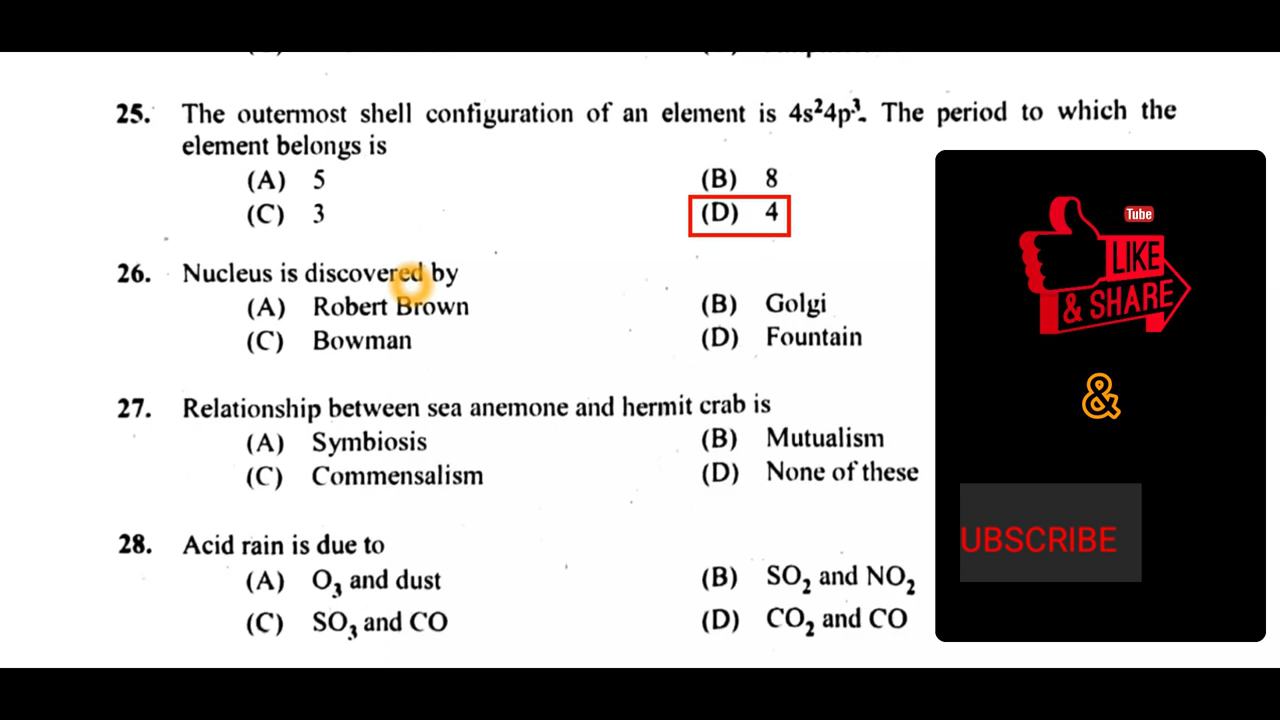 25. The outermost shell configuration of an element is 4s²4p³. The period to which the
element belongs is
(A) 5 (B) 8
(C) 3 (D) 4
26. Nucleus is discovered by
(A) Robert Brown (B) Golgi
(C) Bowman (D) Fountain
27. Relationship between sea anemone and hermit crab is
(A) Symbiosis (B) Mutualism
(C) Commensalism (D) None of these
28. Acid rain is due to
(A) O₃ and dust (B) SO₂ and NO₂
(C) SO₃ and CO (D) CO₂ and CO
Tube
LIKE
& SHARE
&
UBSCRIBE